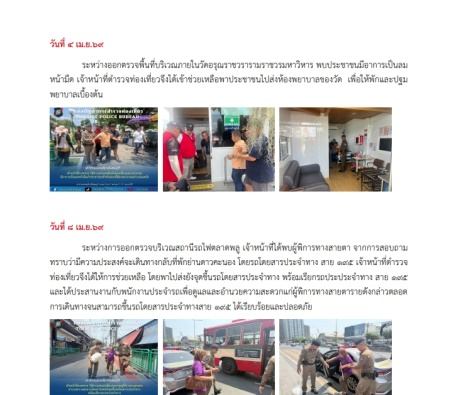 วันที่ ๔ เม.ย.๖๙
ระหว่างออกตรวจพื้นที่บริเวณภายในวัดอรุณราชวรารามราชวรมหาวิหาร พบประชาชนมีอาการเป็นลม
หน้ามืด เจ้าหน้าที่ตำรวจท่องเที่ยวจึงได้เข้าช่วยเหลือพาประชาชนไปส่งห้องพยาบาลของวัด เพื่อให้พักและปฐม
พยาบาลเบื้องต้น
TOURIST POLICE BUREAU
วันที่ ๘ เม.ย.๖๙
ระหว่างการออกตรวจบริเวณสถานีรถไฟตลาดพลู เจ้าหน้าที่ได้พบผู้พิการทางสายตา จากการสอบถาม
ทราบว่ามีความประสงค์จะเดินทางกลับที่พักย่านดาวคะนอง โดยรถโดยสารประจำทาง สาย ๑๙๕ เจ้าหน้าที่ตำรวจ
ท่องเที่ยวจึงได้ให้การช่วยเหลือ โดยพาไปส่งยังจุดขึ้นรถโดยสารประจำทาง พร้อมเรียกรถประประจำทาง สาย ๑๙๕
และได้ประสานงานกับพนักงานประจำรถเพื่อดูแลและอำนวยความสะดวกแก่ผู้พิการทางสายตารายดังกล่าวตลอด
การเดินทางจนสามารถขึ้นรถโดยสารประจำทางสาย ๑๙๕ ได้เรียบร้อยและปลอดภัย